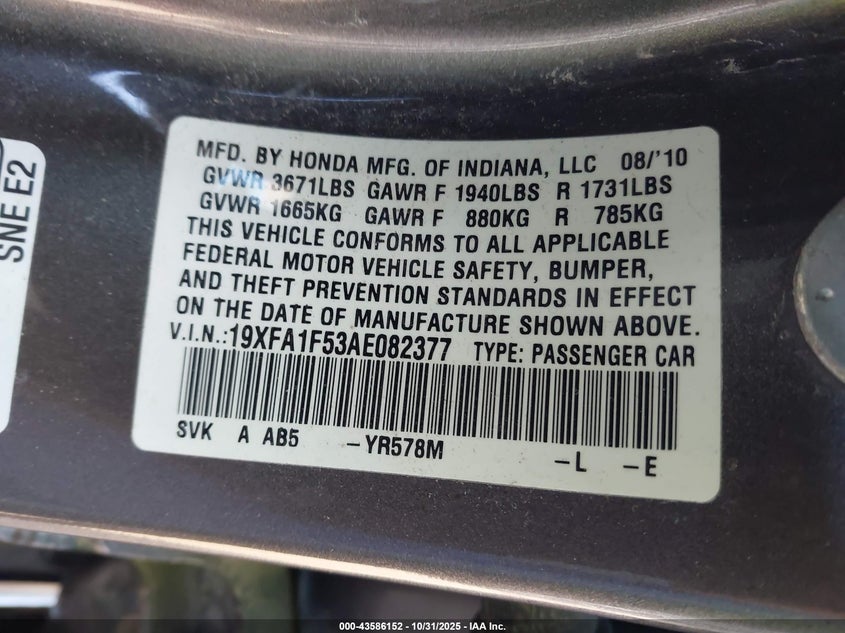 MFD. BY HONDA MFG. OF INDIANA, LLC 08/'10
GVWR 3671LBS GAWR F 1940LBS R 1731LBS
GVWR 1665KG GAWR F 880KG R 785KG
THIS VEHICLE CONFORMS TO ALL APPLICABLE
FEDERAL MOTOR VEHICLE SAFETY, BUMPER,
AND THEFT PREVENTION STANDARDS IN EFFECT
ON THE DATE OF MANUFACTURE SHOWN ABOVE.
V.I.N.:19XFA1F53AE082377 TYPE: PASSENGER CAR
SVK A AB5 -YR578M -L -E
SNE E2
000-43586152 - 10/31/2025 - IAA Inc.